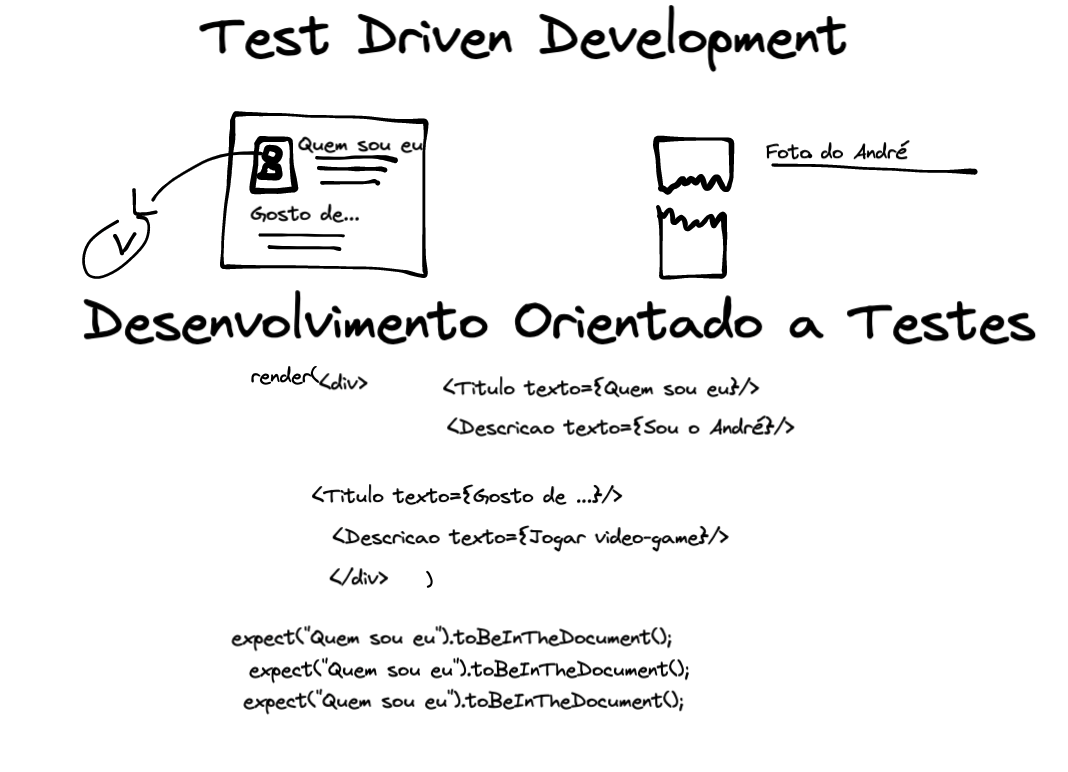 Test Driven Development
Quem sou eu
Foto do André
Gosto de...
V
Desenvolvimento Orientado a Testes
render(<div>
<Titulo texto={Quem sou eu}/>
<Descricao texto={Sou o André}/>
<Titulo texto={Gosto de ...}/>
<Descricao texto={Jogar video-game}/>
</div> )
expect("Quem sou eu").toBeInTheDocument();
expect("Quem sou eu").toBeInTheDocument();
expect("Quem sou eu").toBeInTheDocument();